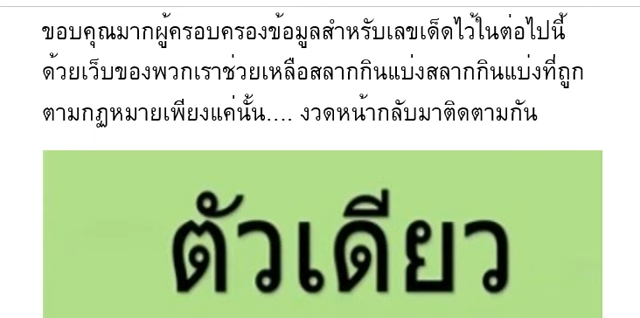 ขอบคุณมากผู้ครอบครองข้อมูลสำหรับเลขเด็ดไว้ในต่อไปนี้
ด้วยเว็บของพวกเราช่วยเหลือสลากกินแบ่งสลากกินแบ่งที่ถูก
ตามกฏหมายเพียงแค่นั้น.... งวดหน้ากลับมาติดตามกัน
ตัวเดียว